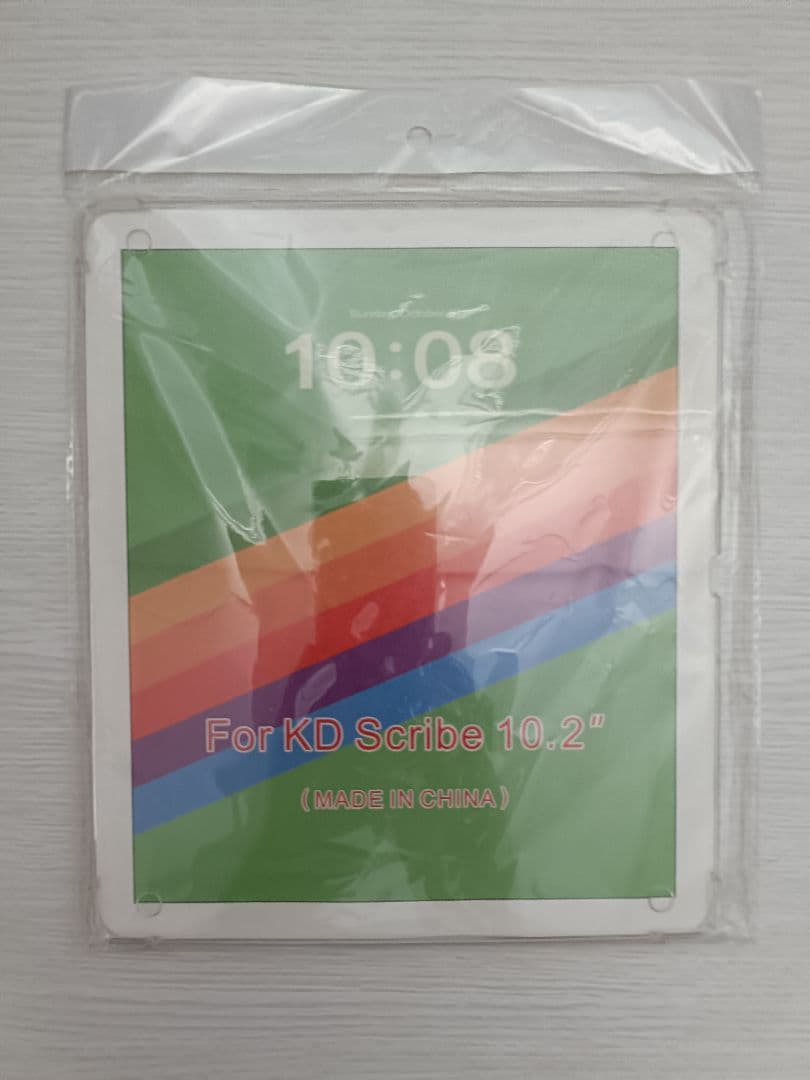 10:08
For KD Scribe 10.2"
(MADE IN CHINA)